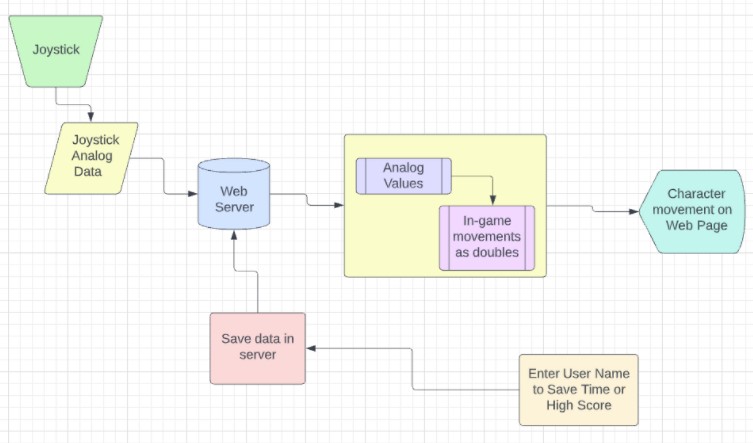 Joystick
Joystick
Analog
Data
Web
Server
Analog
Values
In-game
movements
as doubles
Character
movement on
Web Page
Save data in
server
Enter User Name
to Save Time or
High Score